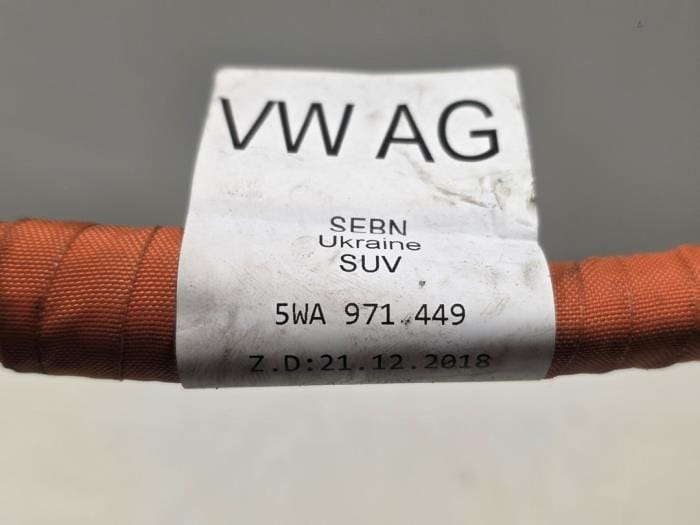 VW AG
SEBN
Ukraine
SUV
5WA 971 449
Z.D:21.12.2018